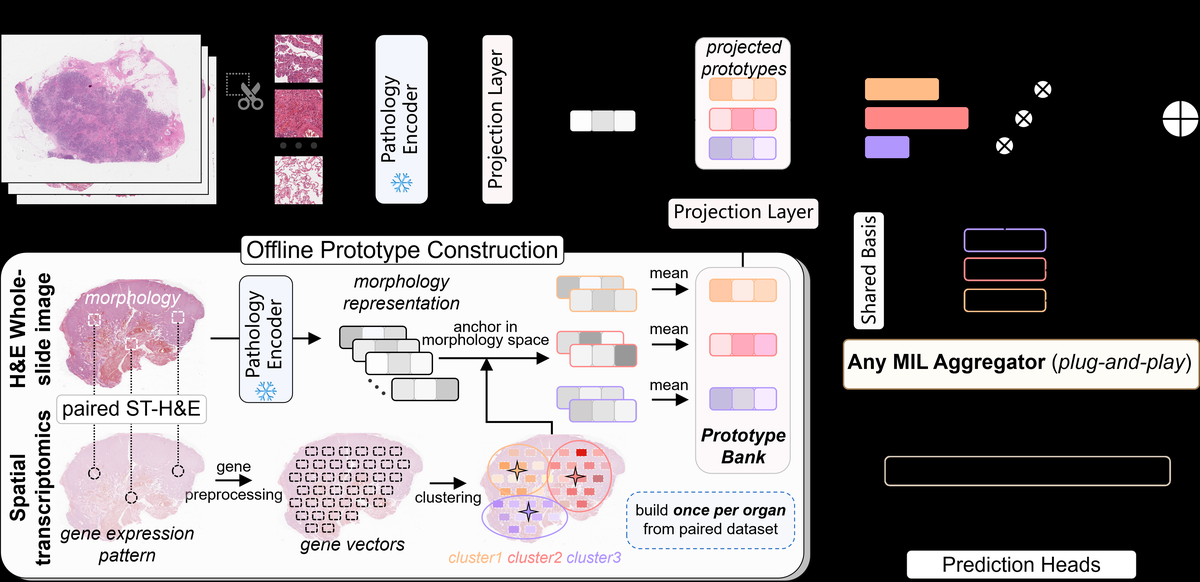 Pathology
Encoder
Projection Layer
projected
prototypes
Projection Layer
Shared Basis
Any MIL Aggregator (plug-and-play)
Prediction Heads
Offline Prototype Construction
H&E Whole-
slide image
morphology
Pathology
Encoder
morphology
representation
anchor in
morphology space
mean
mean
mean
Prototype
Bank
paired ST-H&E
Spatial
transcriptomics
gene expression
pattern
gene
preprocessing
gene vectors
clustering
cluster1 cluster2 cluster3
build once per organ
from paired dataset